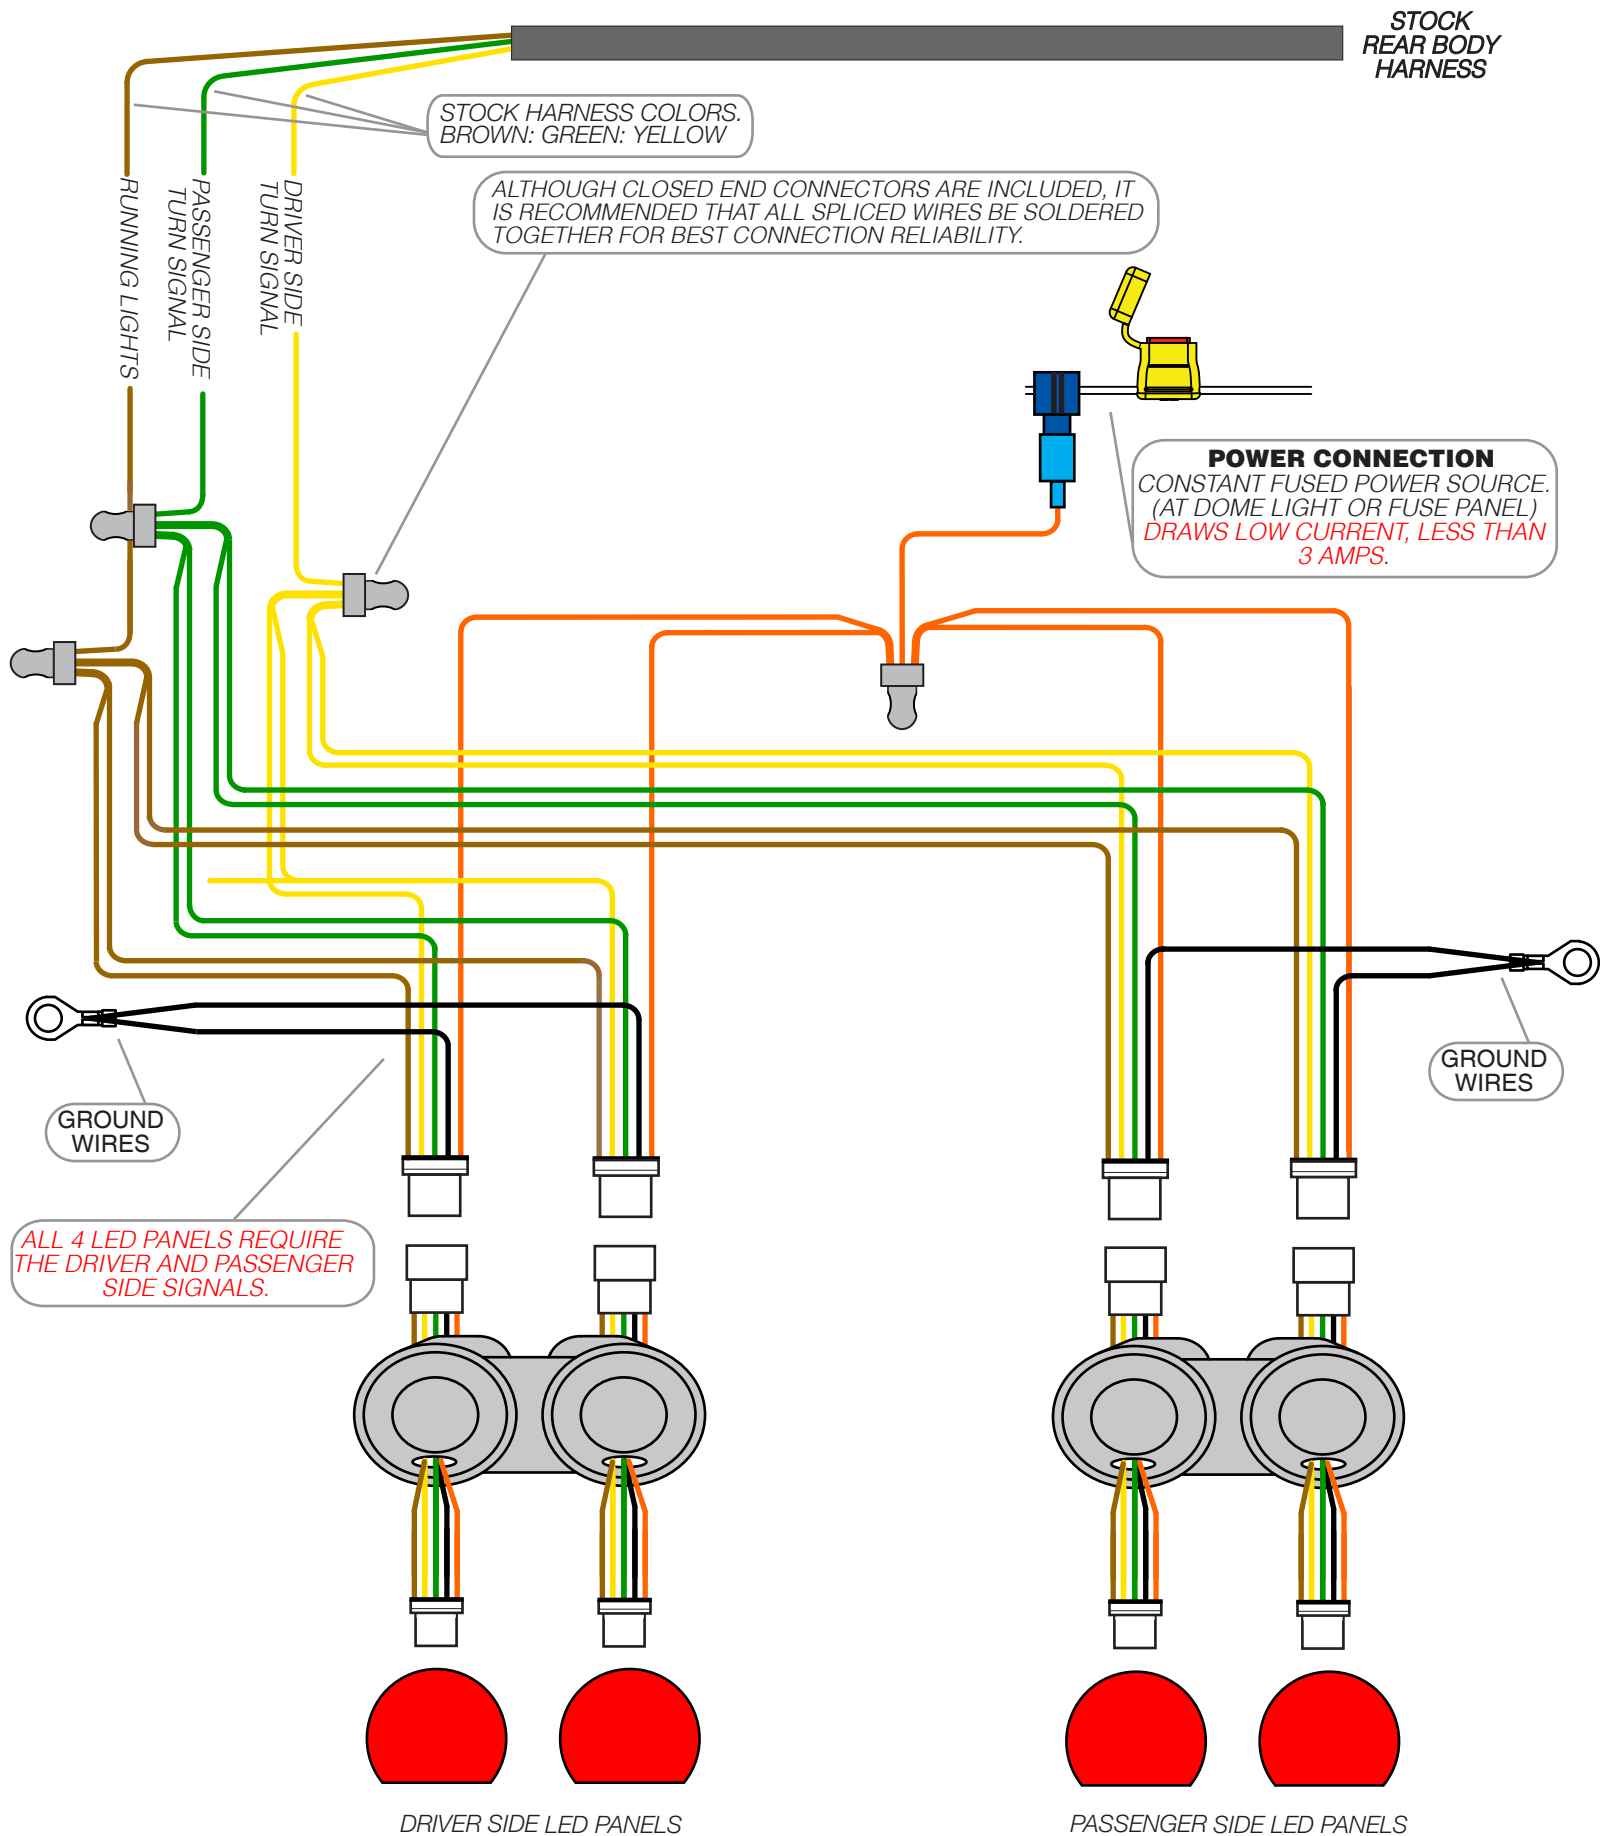 STOCK
REAR BODY
HARNESS
STOCK HARNESS COLORS.
BROWN: GREEN: YELLOW
RUNNING LIGHTS
PASSENGER SIDE
TURN SIGNAL
DRIVER SIDE
TURN SIGNAL
ALTHOUGH CLOSED END CONNECTORS ARE INCLUDED, IT
IS RECOMMENDED THAT ALL SPLICED WIRES BE SOLDERED
TOGETHER FOR BEST CONNECTION RELIABILITY.
POWER CONNECTION
CONSTANT FUSED POWER SOURCE.
(AT DOME LIGHT OR FUSE PANEL)
DRAWS LOW CURRENT, LESS THAN
3 AMPS.
GROUND
WIRES
GROUND
WIRES
ALL 4 LED PANELS REQUIRE
THE DRIVER AND PASSENGER
SIDE SIGNALS.
DRIVER SIDE LED PANELS
PASSENGER SIDE LED PANELS